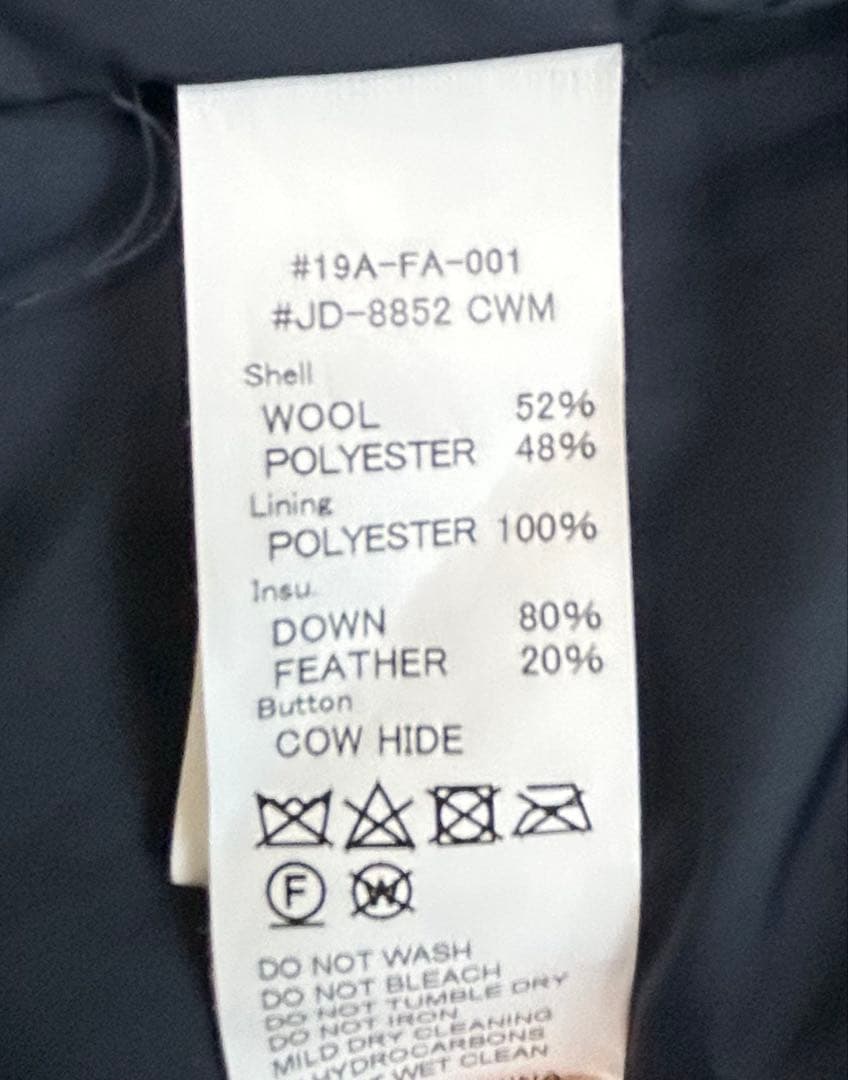 #19A-FA-001
#JD-8852 CWM
Shell
WOOL 52%
POLYESTER 48%
Lining
POLYESTER 100%
Insu.
DOWN 80%
FEATHER 20%
Button
COW HIDE
F W
DO NOT WASH
DO NOT BLEACH
DO NOT TUMBLE DRY
DO NOT IRON
MILD DRY CLEANING
HYDROCARBONS
WET CLEAN